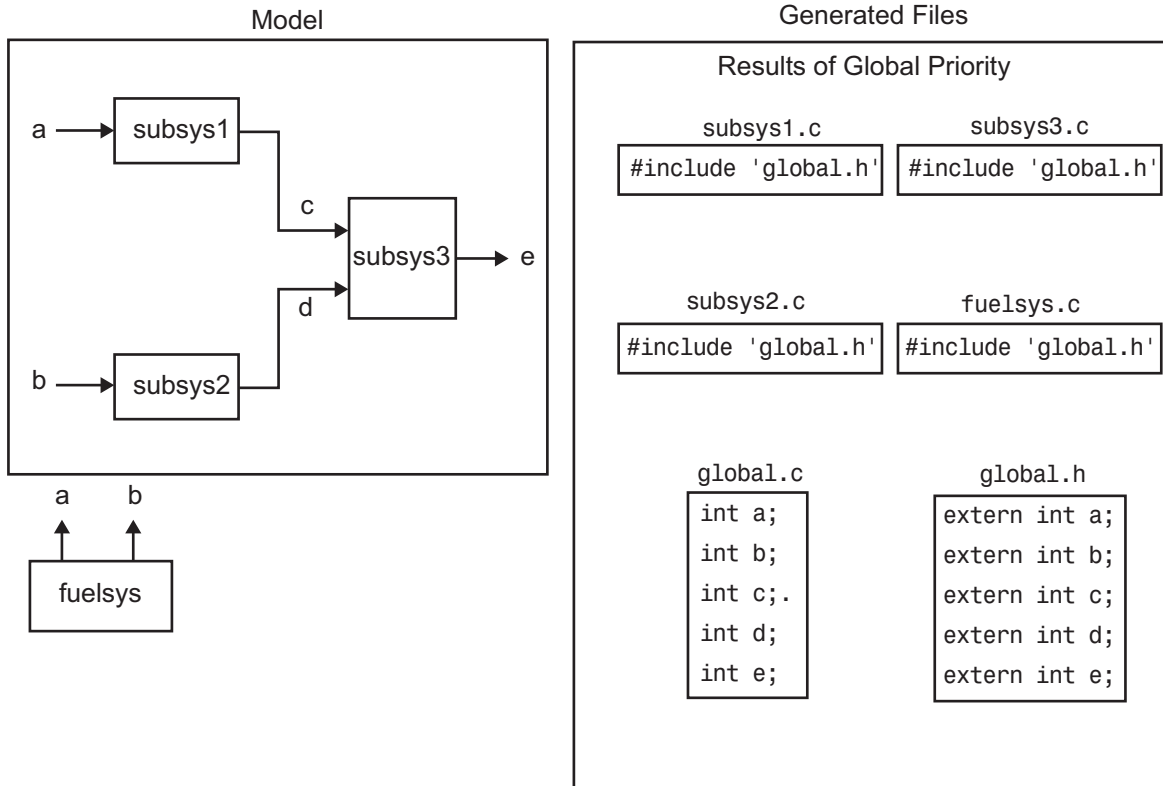 Model
a
subsys1
c
subsys3
e
d
b
subsys2
a b
fuelsys
Generated Files
Results of Global Priority
subsys1.c
#include 'global.h'
subsys3.c
#include 'global.h'
subsys2.c
#include 'global.h'
fuelsys.c
#include 'global.h'
global.c
int a;
int b;
int c;.
int d;
int e;
global.h
extern int a;
extern int b;
extern int c;
extern int d;
extern int e;